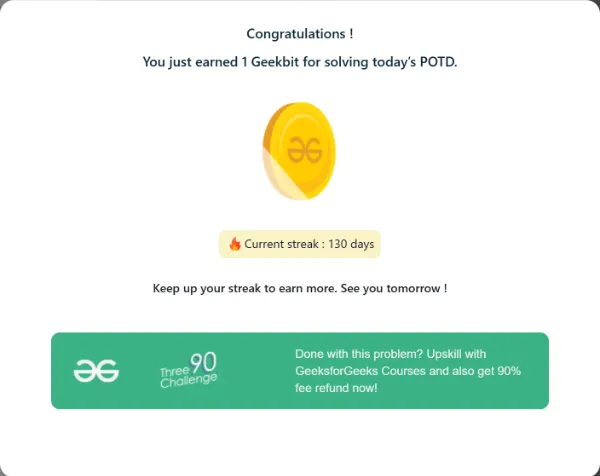 Congratulations !
You just earned 1 Geekbit for solving today's POTD.
Current streak : 130 days
Keep up your streak to earn more. See you tomorrow !
Three 90
Challenge
Done with this problem? Upskill with
GeeksforGeeks Courses and also get 90%
fee refund now!